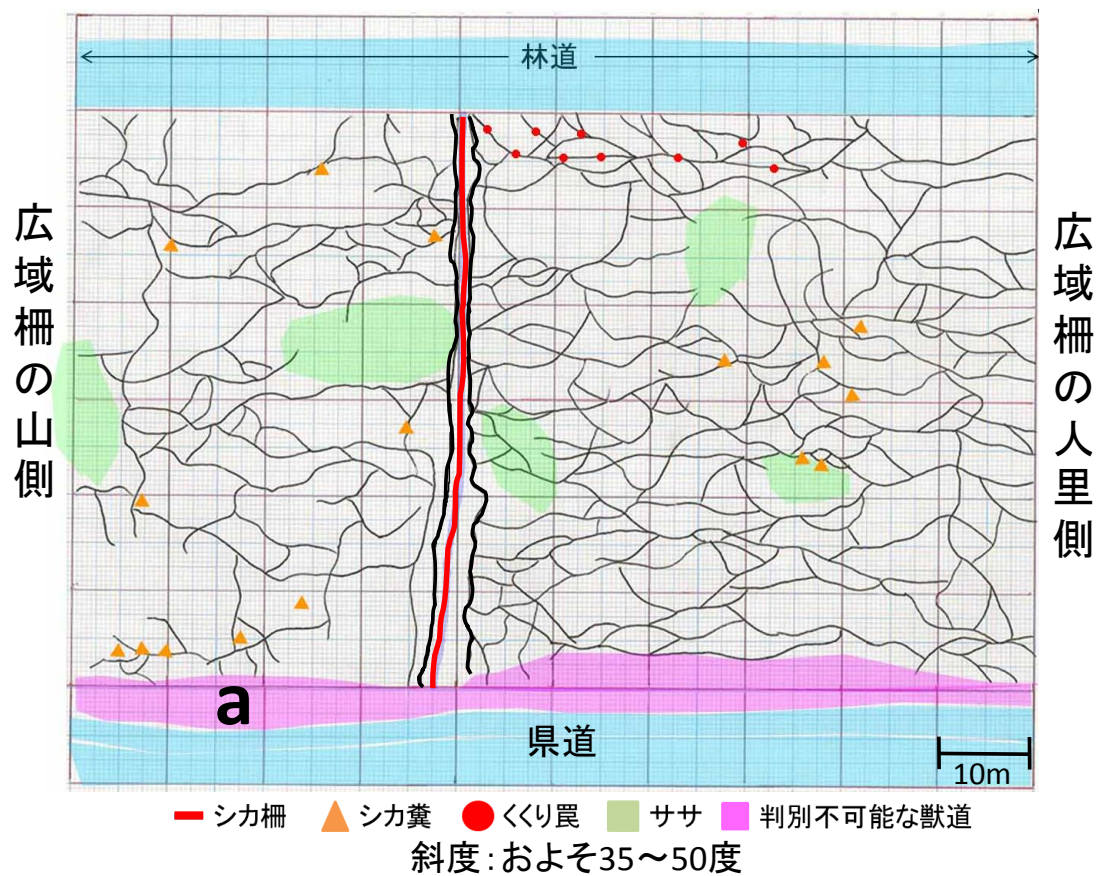 林道
広域柵の山側
広域柵の人里側
a
県道
10m
シカ柵 シカ糞 くくり罠 ササ 判別不可能な獣道
斜度:およそ35～50度